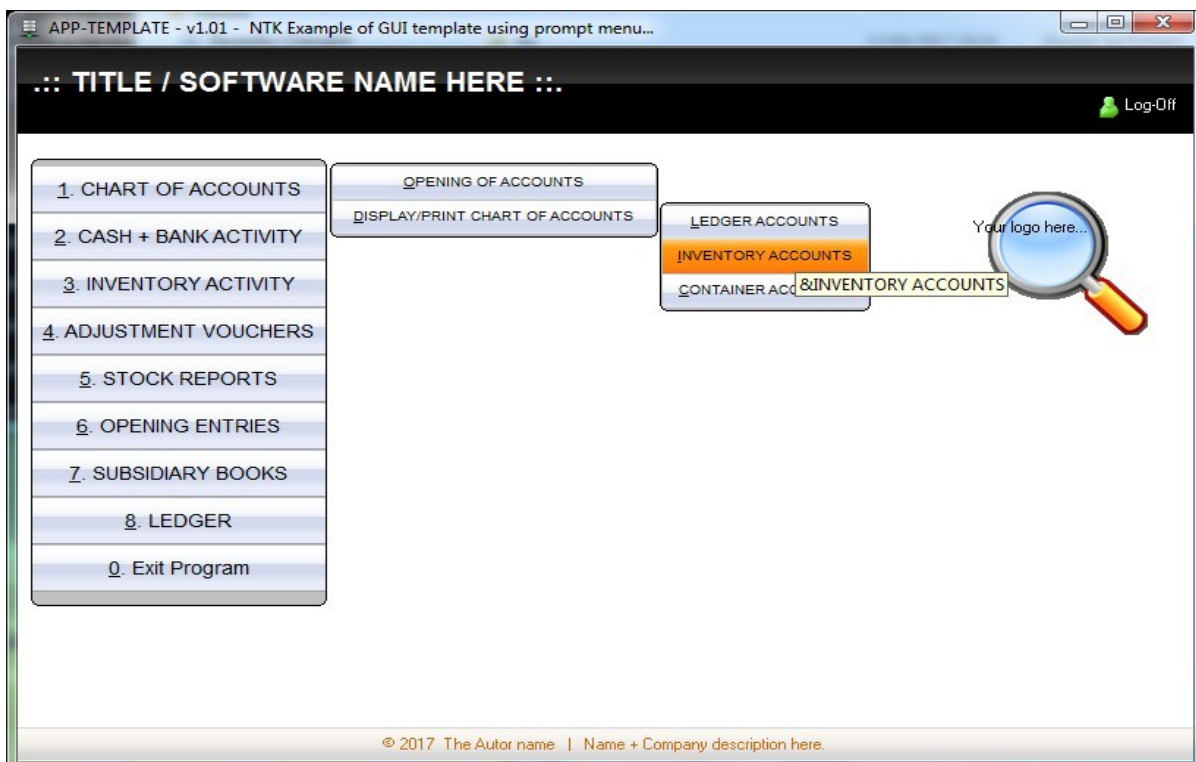 APP-TEMPLATE - v1.01 - NTK Example of GUI template using prompt menu...
.:: TITLE / SOFTWARE NAME HERE ::.
Log-Off
1. CHART OF ACCOUNTS
2. CASH + BANK ACTIVITY
3. INVENTORY ACTIVITY
4. ADJUSTMENT VOUCHERS
5. STOCK REPORTS
6. OPENING ENTRIES
7. SUBSIDIARY BOOKS
8. LEDGER
0. Exit Program
OPENING OF ACCOUNTS
DISPLAY/PRINT CHART OF ACCOUNTS
LEDGER ACCOUNTS
INVENTORY ACCOUNTS
CONTAINER
&INVENTORY ACCOUNTS
Your logo here...
© 2017 The Autor name | Name + Company description here.